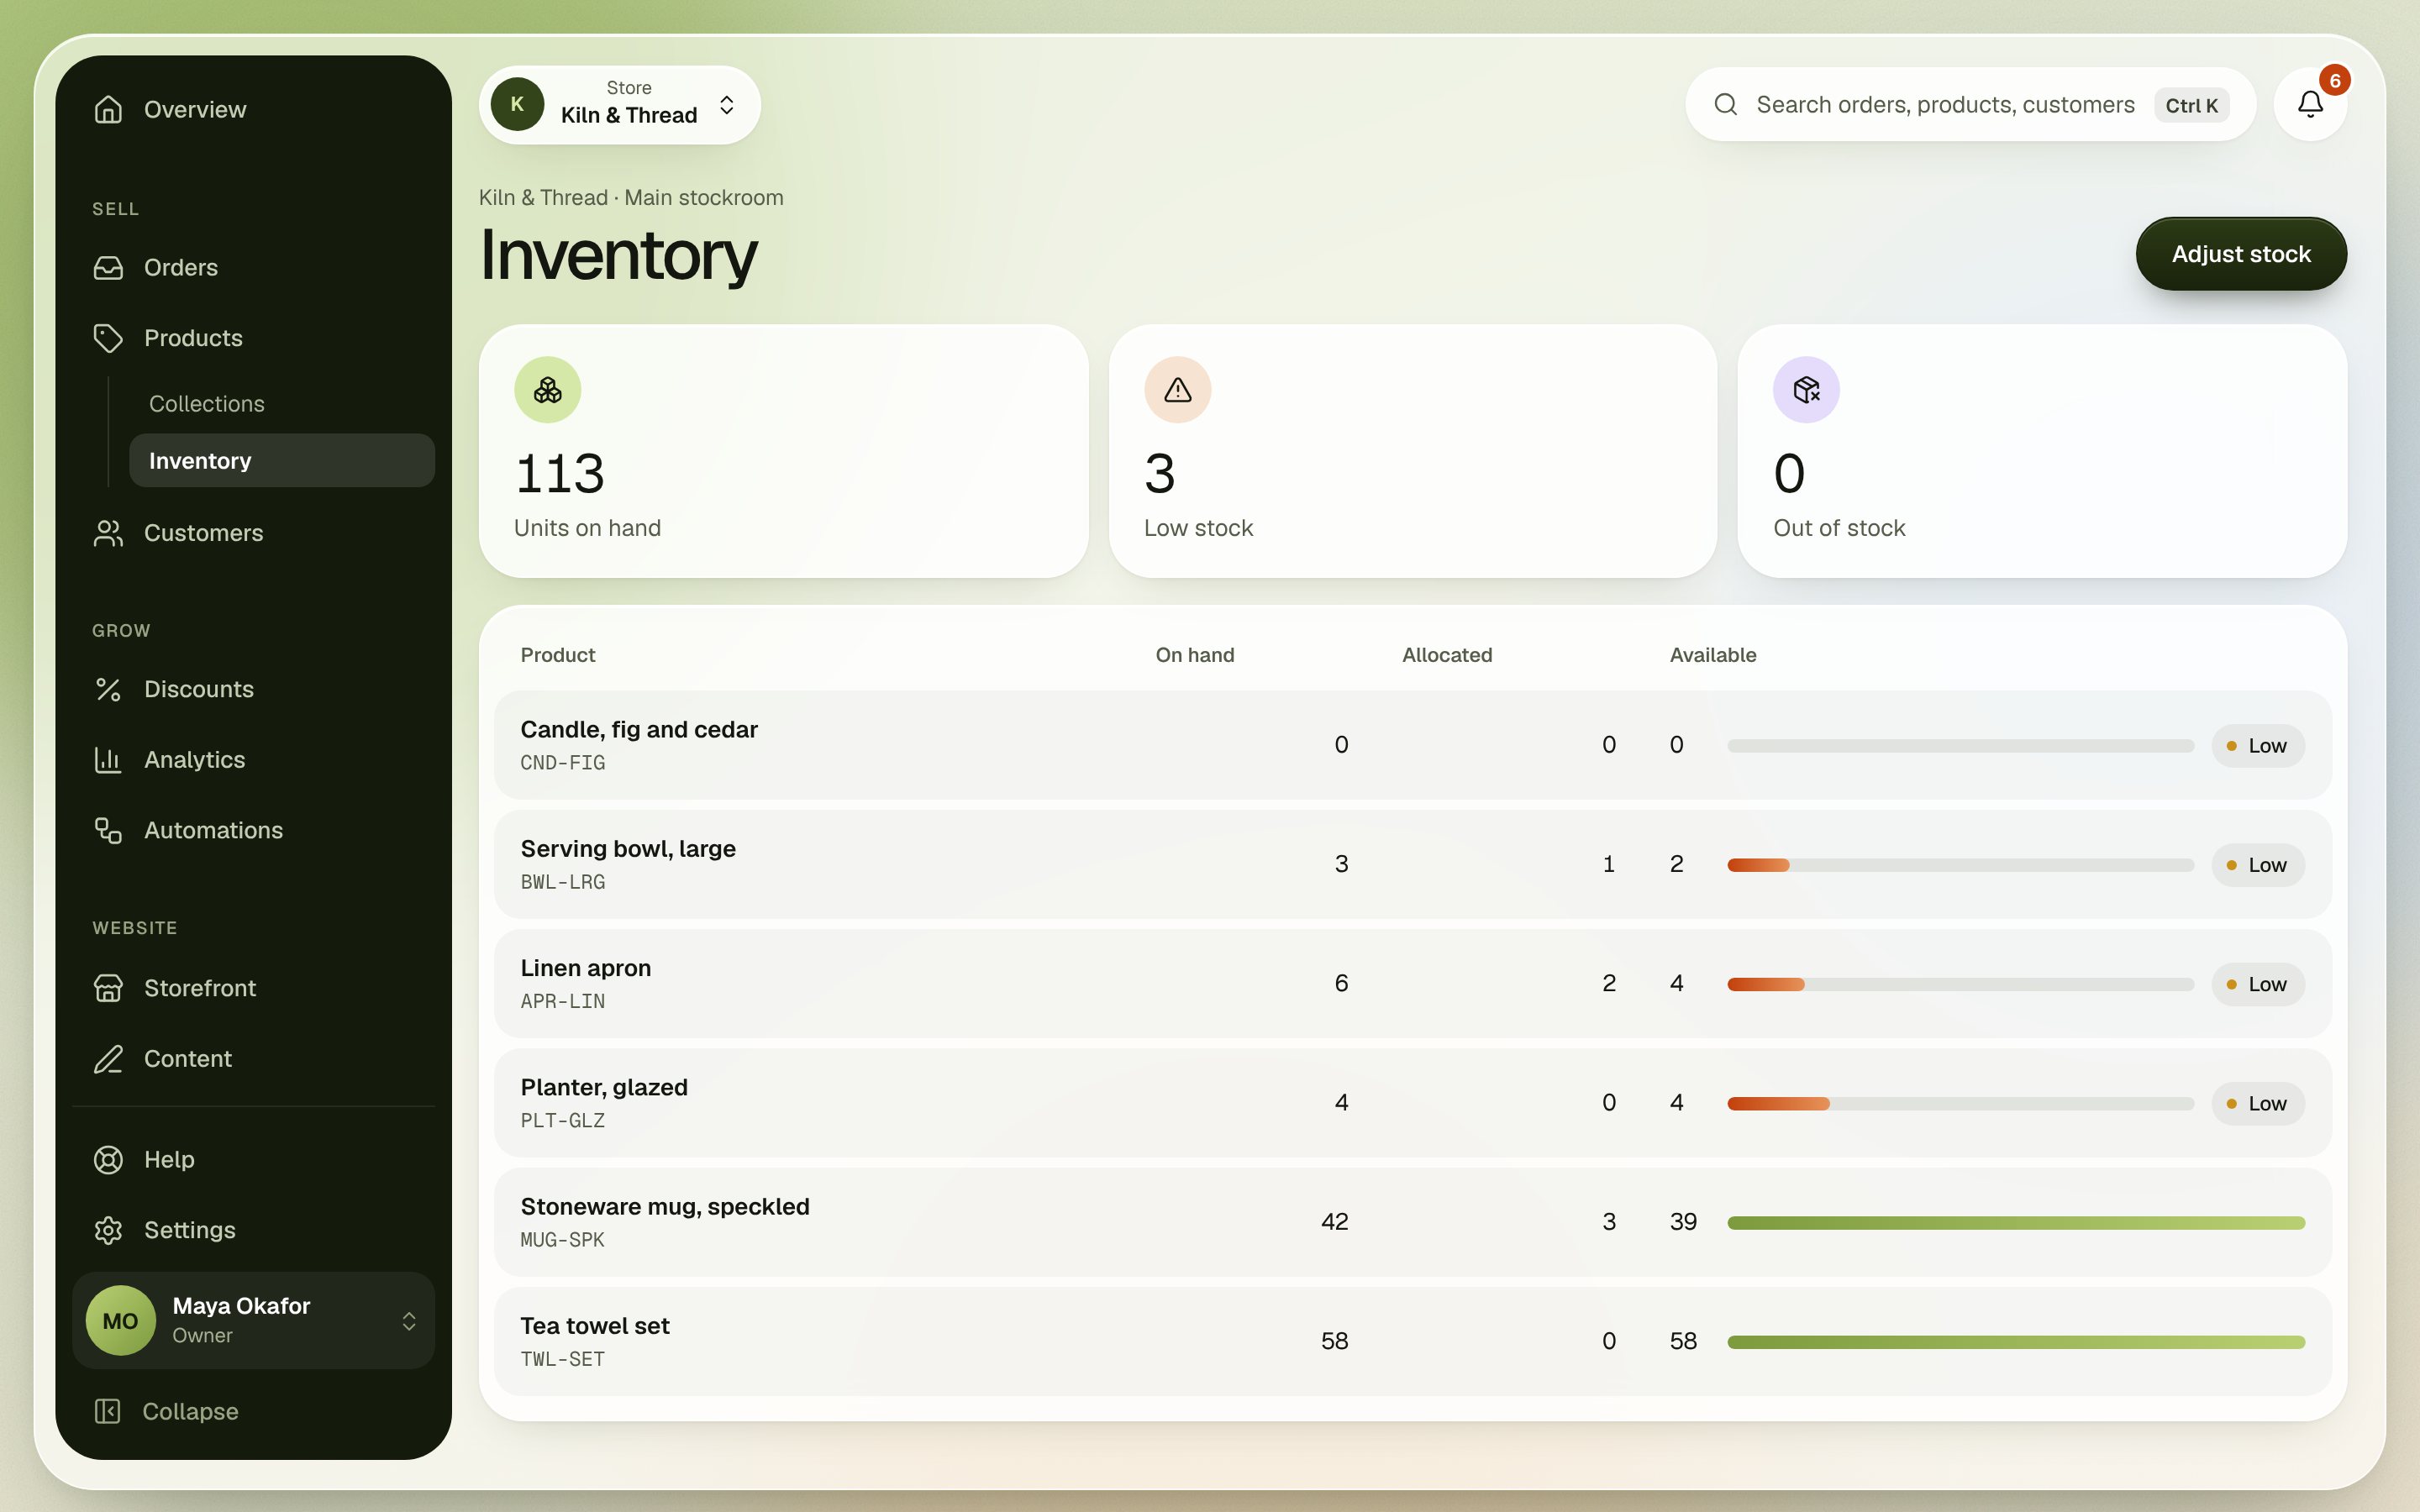 Overview
SELL
Orders
Products
Collections
Inventory
Customers
GROW
Discounts
Analytics
Automations
WEBSITE
Storefront
Content
Help
Settings
MO
Maya Okafor
Owner
Collapse
K
Store
Kiln & Thread
Search orders, products, customers Ctrl K
6
Kiln & Thread · Main stockroom
Inventory
Adjust stock
113
Units on hand
3
Low stock
0
Out of stock
Product On hand Allocated Available
Candle, fig and cedar
CND-FIG
0 0 0 Low
Serving bowl, large
BWL-LRG
3 1 2 Low
Linen apron
APR-LIN
6 2 4 Low
Planter, glazed
PLT-GLZ
4 0 4 Low
Stoneware mug, speckled
MUG-SPK
42 3 39
Tea towel set
TWL-SET
58 0 58